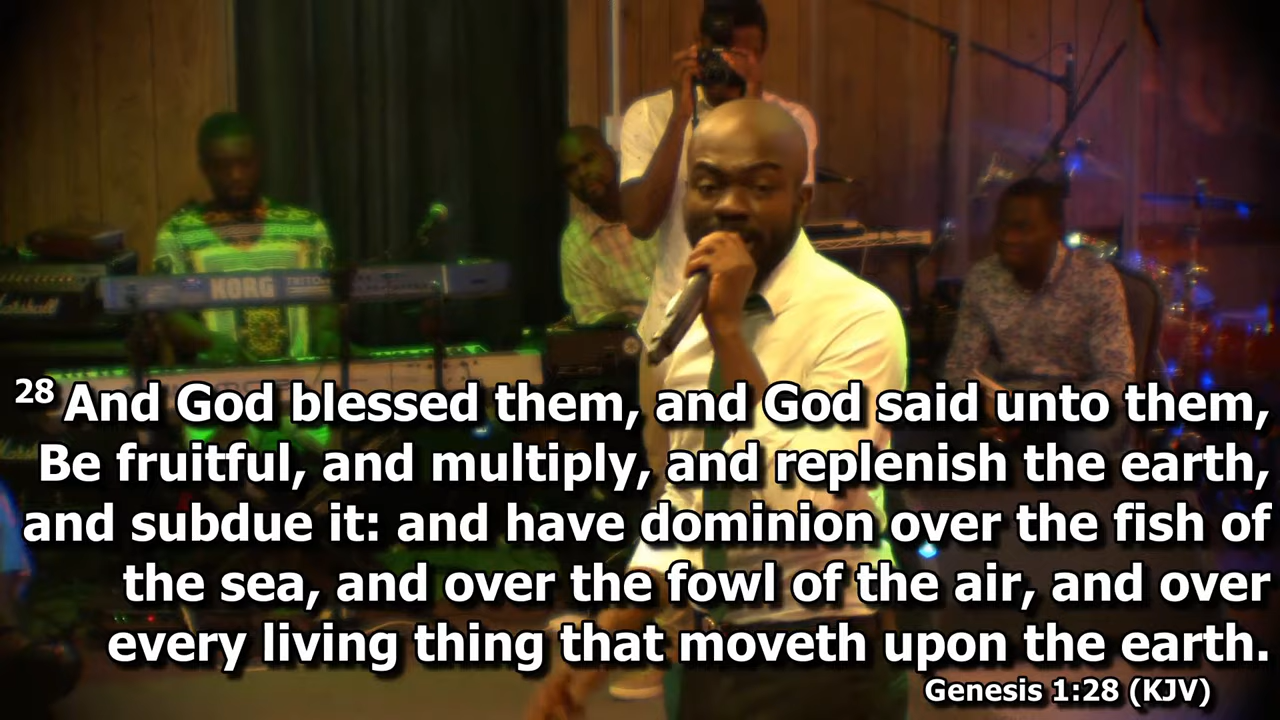 KORG
Marshall
28 And God blessed them, and God said unto them,
Be fruitful, and multiply, and replenish the earth,
and subdue it: and have dominion over the fish of
the sea, and over the fowl of the air, and over
every living thing that moveth upon the earth.
Genesis 1:28 (KJV)